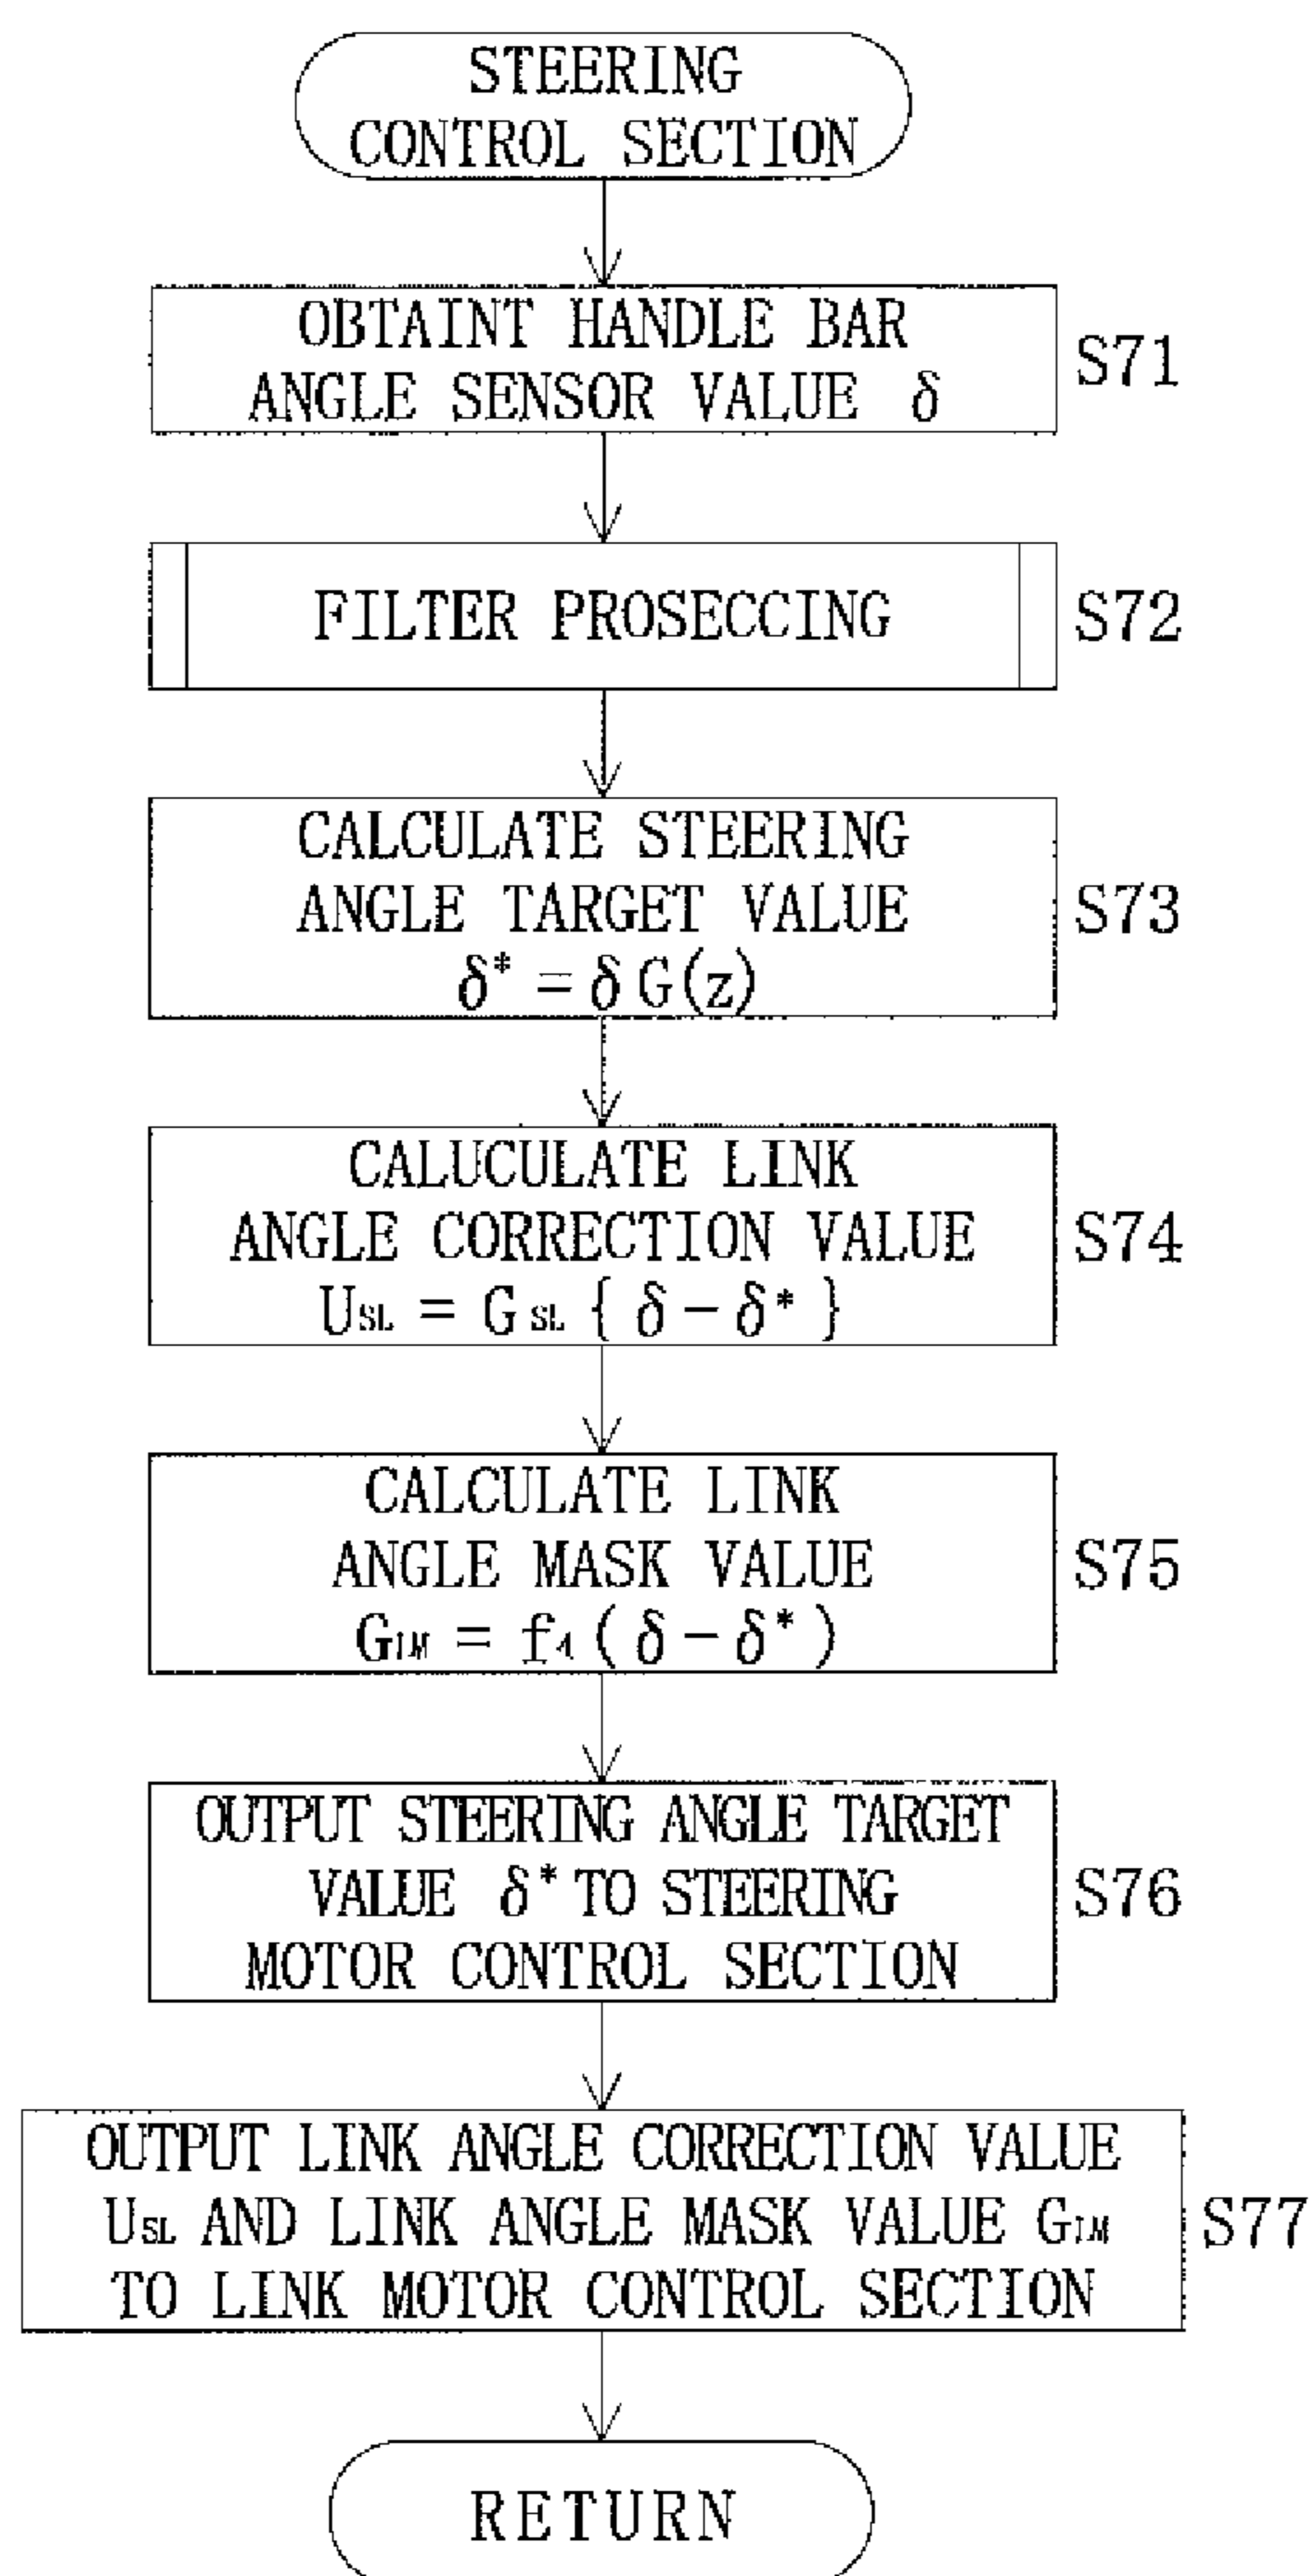 STEERING
CONTROL SECTION
OBTAINT HANDLE BAR
ANGLE SENSOR VALUE δ
S71
FILTER PROSECCING
S72
CALCULATE STEERING
ANGLE TARGET VALUE
δ* = δ G(z)
S73
CALUCULATE LINK
ANGLE CORRECTION VALUE
USL = GSL { δ − δ* }
S74
CALCULATE LINK
ANGLE MASK VALUE
GLM = f4 ( δ − δ* )
S75
OUTPUT STEERING ANGLE TARGET
VALUE δ* TO STEERING
MOTOR CONTROL SECTION
S76
OUTPUT LINK ANGLE CORRECTION VALUE
USL AND LINK ANGLE MASK VALUE GLM
TO LINK MOTOR CONTROL SECTION
S77
RETURN